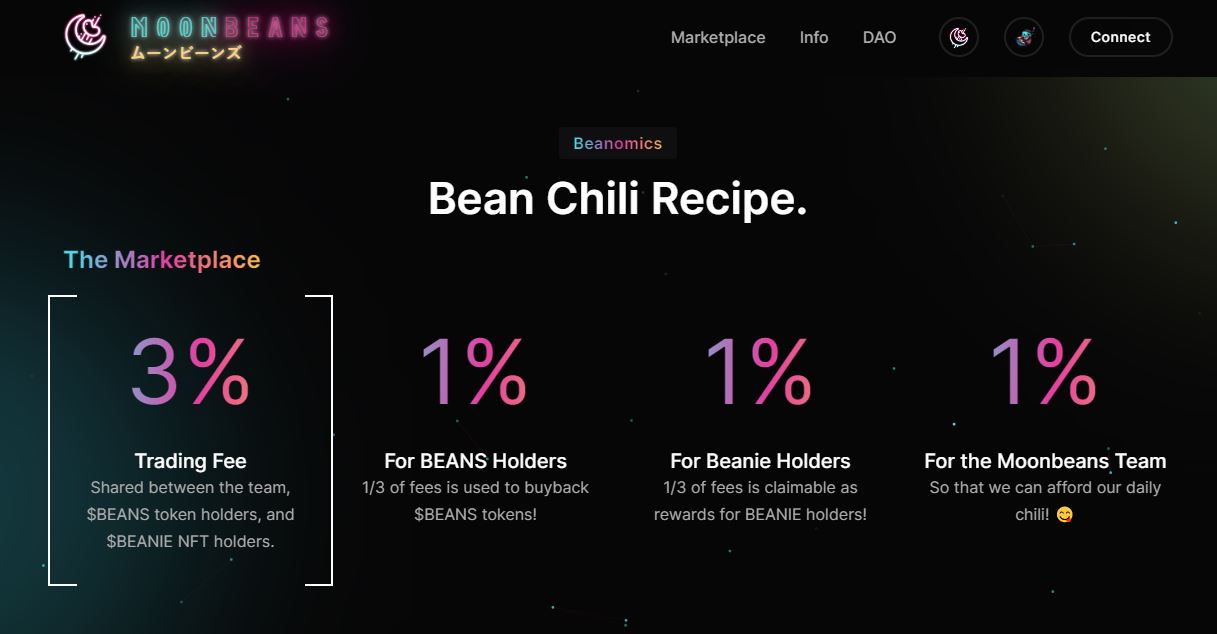 MOONBEANS
ムーンビーンズ
Marketplace
Info
DAO
Connect
Beanomics
Bean Chili Recipe.
The Marketplace
3%
Trading Fee
Shared between the team,
$BEANS token holders, and
$BEANIE NFT holders.
1%
For BEANS Holders
1/3 of fees is used to buyback
$BEANS tokens!
1%
For Beanie Holders
1/3 of fees is claimable as
rewards for BEANIE holders!
1%
For the Moonbeans Team
So that we can afford our daily
chili! 😋